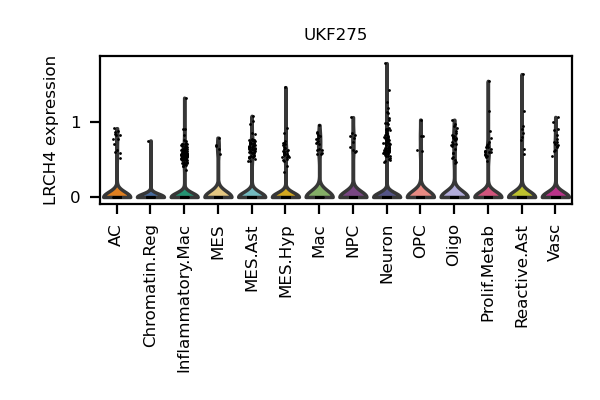 UKF275
LRCH4 expression
1
0
AC
Chromatin.Reg
Inflammatory.Mac
MES
MES.Ast
MES.Hyp
Mac
NPC
Neuron
OPC
Oligo
Prolif.Metab
Reactive.Ast
Vasc